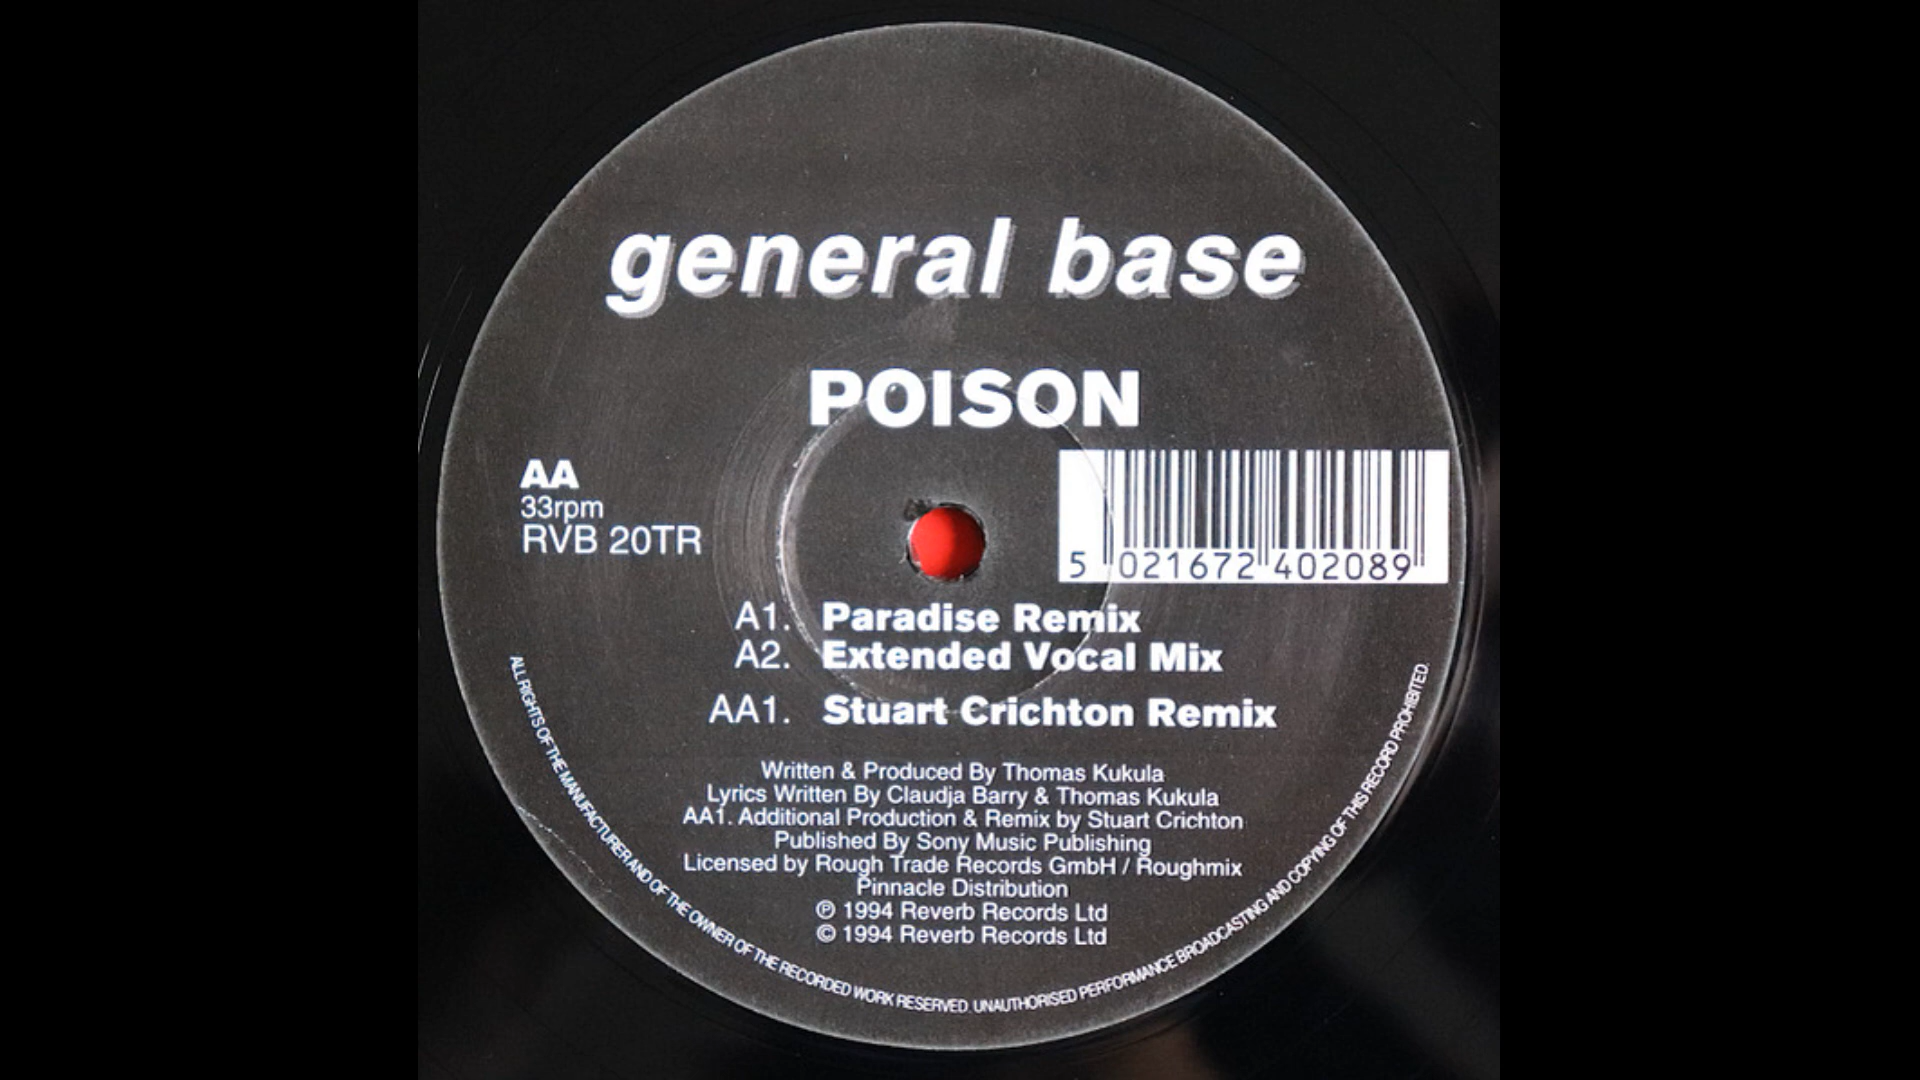 general base
POISON
AA
33rpm
RVB 20TR
5 021672 402089
A1. Paradise Remix
A2. Extended Vocal Mix
AA1. Stuart Crichton Remix
Written & Produced By Thomas Kukula
Lyrics Written By Claudja Barry & Thomas Kukula
AA1. Additional Production & Remix by Stuart Crichton
Published By Sony Music Publishing
Licensed by Rough Trade Records GmbH / Roughmix
Pinnacle Distribution
℗ 1994 Reverb Records Ltd
© 1994 Reverb Records Ltd
ALL RIGHTS OF THE MANUFACTURER AND OF THE OWNER OF THE RECORDED WORK RESERVED. UNAUTHORISED PERFORMANCE BROADCASTING AND COPYING OF THIS RECORD PROHIBITED.